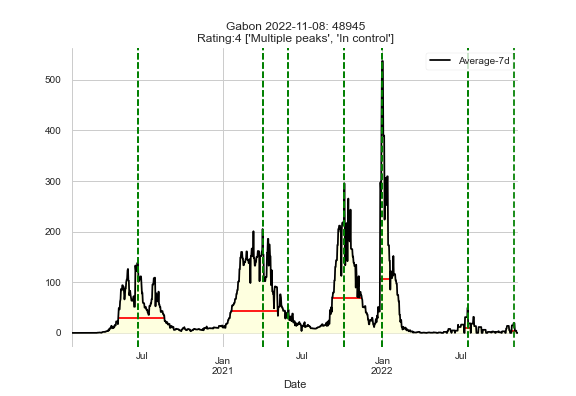 Gabon 2022-11-08: 48945
Rating:4 ['Multiple peaks', 'In control']
Average-7d
500
400
300
200
100
0
Jul
Jan
2021
Jul
Jan
2022
Jul
Date